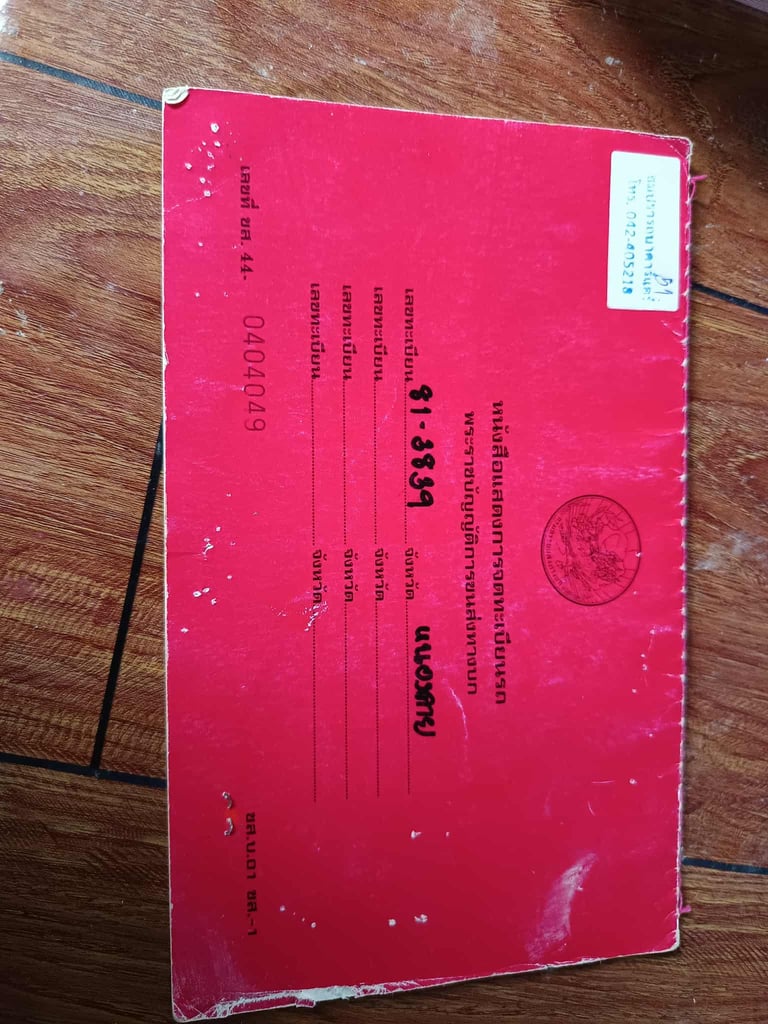 โทร. 042-405218
หนังสือแสดงการจดทะเบียนรถ
พระราชบัญญัติการขนส่งทางบก
เลขทะเบียน 81-3839 จังหวัด หนองคาย
เลขทะเบียน จังหวัด
เลขทะเบียน จังหวัด
เลขทะเบียน จังหวัด
เลขที่ ขส. 44- 0404049 ขส.บ.01 ขส.-1